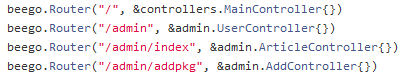 beego.Router("/", &controllers.MainController{})
beego.Router("/admin", &admin.UserController{})
beego.Router("/admin/index", &admin.ArticleController{})
beego.Router("/admin/addpkg", &admin.AddController{})